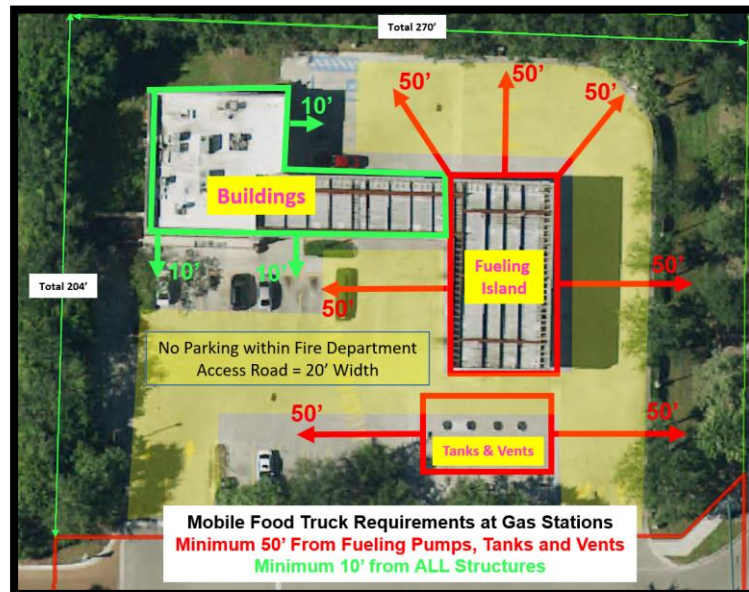 Total 270'
50'
50'
50'
10'
Buildings
Fueling
Island
10'
10'
50'
50'
Total 204'
No Parking within Fire Department
Access Road = 20' Width
50'
50'
Tanks & Vents
Mobile Food Truck Requirements at Gas Stations
Minimum 50' From Fueling Pumps, Tanks and Vents
Minimum 10' from ALL Structures